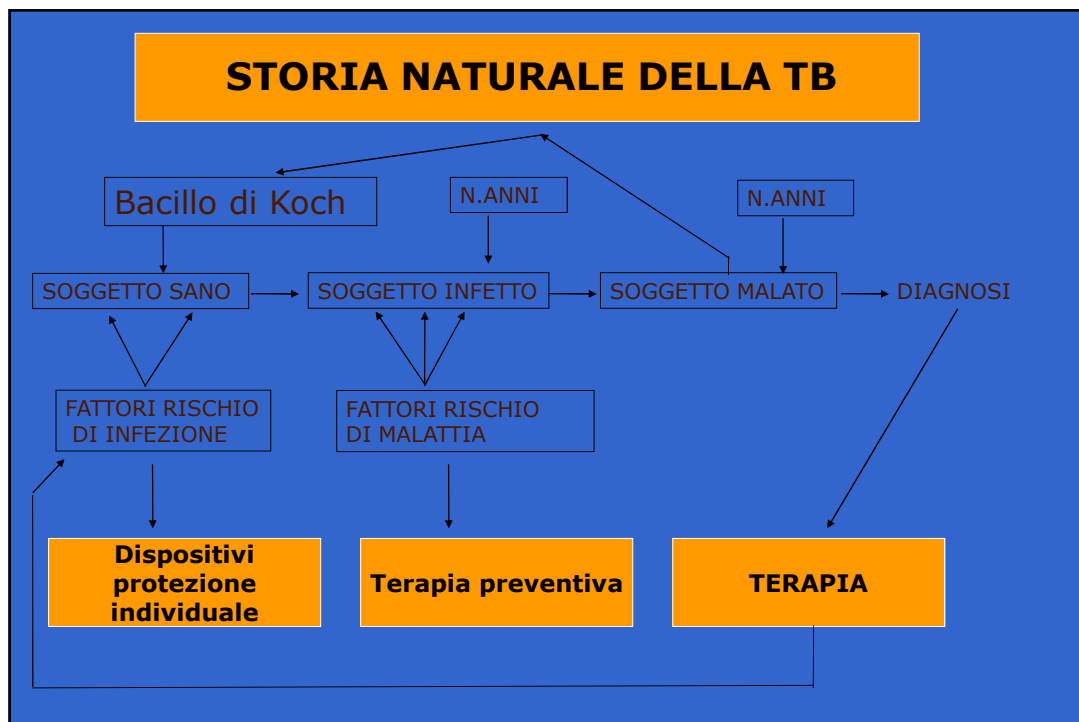 STORIA NATURALE DELLA TB
Bacillo di Koch
N.ANNI
N.ANNI
SOGGETTO SANO
SOGGETTO INFETTO
SOGGETTO MALATO
DIAGNOSI
FATTORI RISCHIO
DI INFEZIONE
FATTORI RISCHIO
DI MALATTIA
Dispositivi
protezione
individuale
Terapia preventiva
TERAPIA